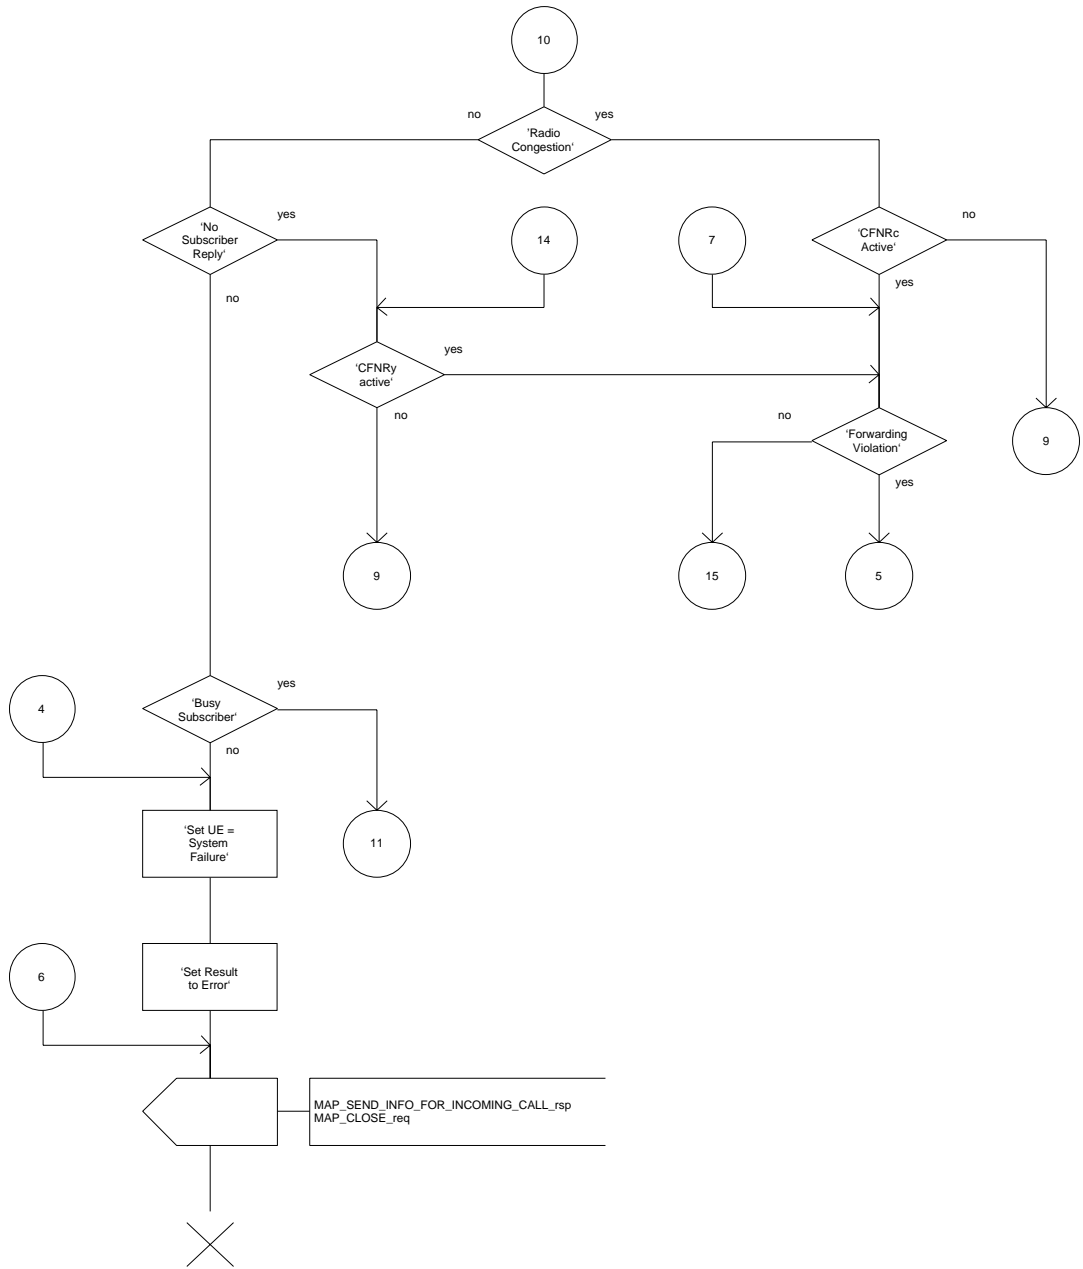 10
no
yes
'Radio
Congestion'
yes
no
'No
Subscriber
Reply'
14
7
'CFNRc
Active'
yes
no
yes
'CFNRy
active'
no
no
'Forwarding
Violation'
9
yes
9
15
5
yes
4
'Busy
Subscriber'
no
'Set UE =
System
Failure'
11
6
'Set Result
to Error'
MAP_SEND_INFO_FOR_INCOMING_CALL_rsp
MAP_CLOSE_req